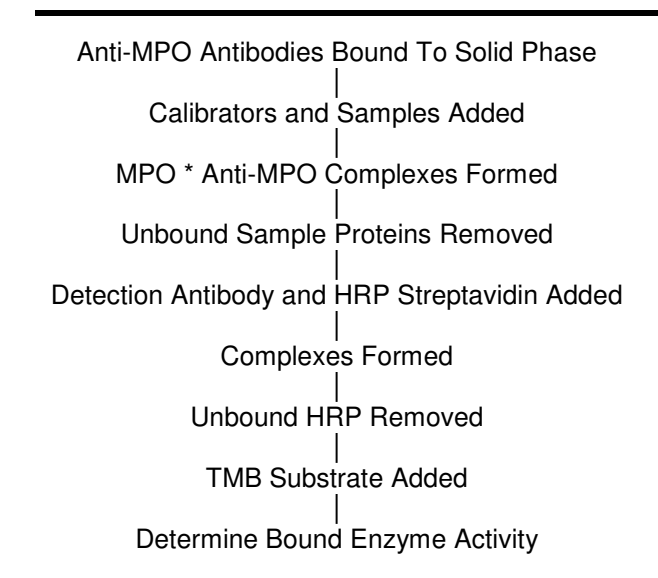 Anti-MPO Antibodies Bound To Solid Phase
Calibrators and Samples Added
MPO * Anti-MPO Complexes Formed
Unbound Sample Proteins Removed
Detection Antibody and HRP Streptavidin Added
Complexes Formed
Unbound HRP Removed
TMB Substrate Added
Determine Bound Enzyme Activity